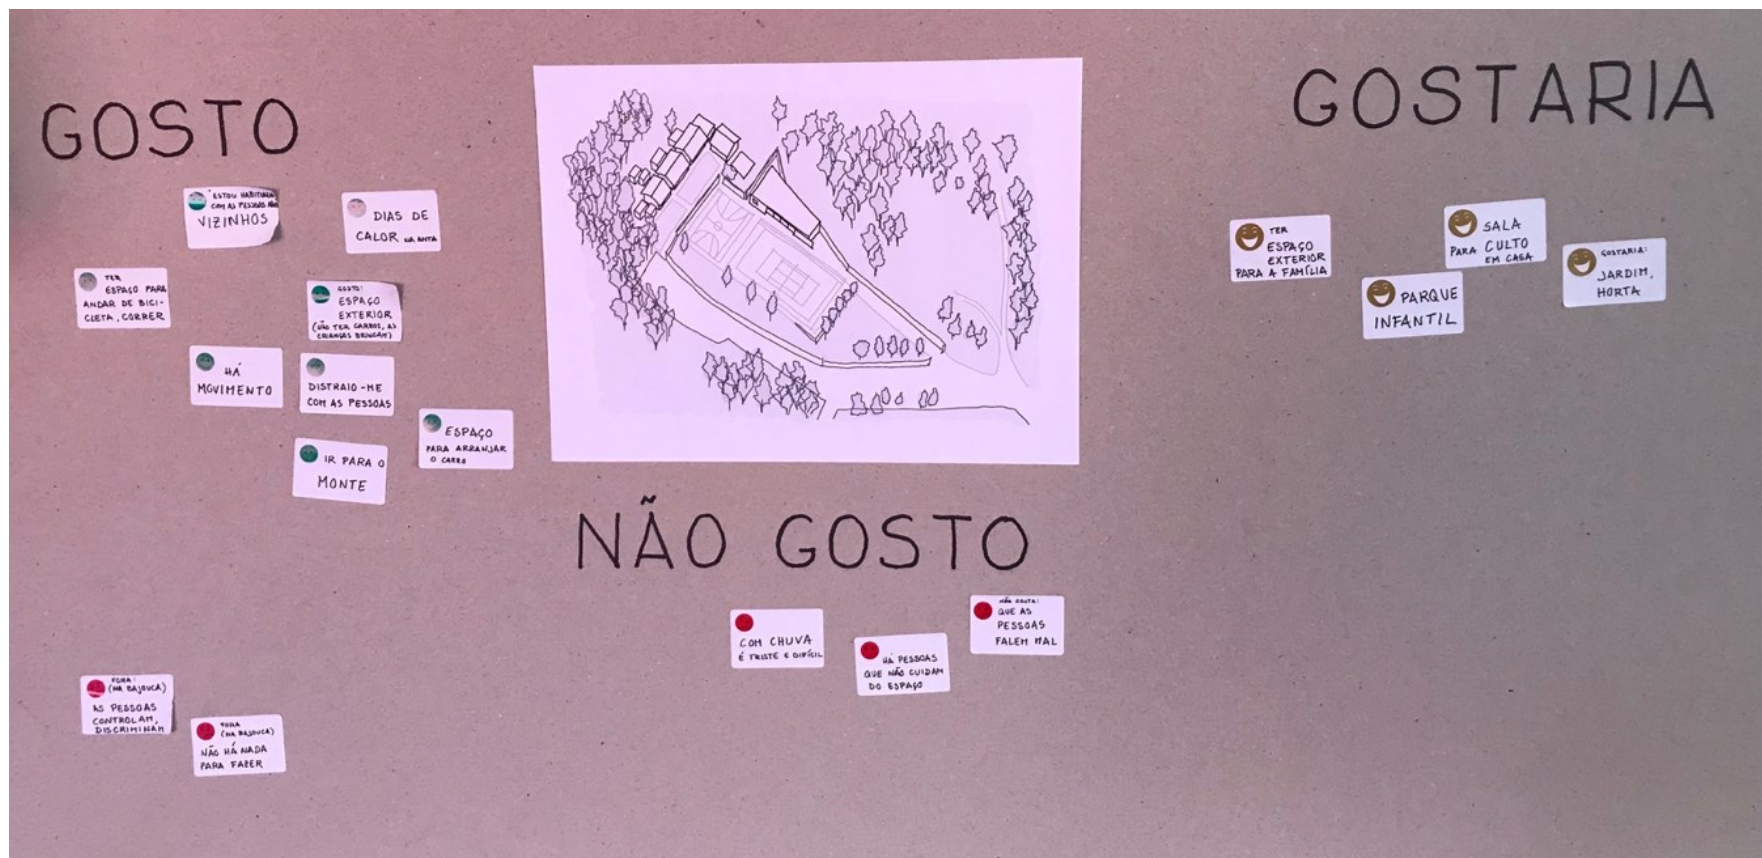 GOSTO
ESTOU HABITUADA
COM AS PESSOAS
VIZINHOS
DIAS DE
CALOR NA ANTA
TER
ESPAÇO PARA
ANDAR DE BICI-
CLETA, CORRER
GOSTO:
ESPAÇO
EXTERIOR
(NÃO TER CARROS, AS
CRIANÇAS BRINCAM)
HÁ
MOVIMENTO
DISTRAIO-ME
COM AS PESSOAS
ESPAÇO
PARA ARRANJAR
O CARRO
IR PARA O
MONTE
FORA:
(NA BAJOUCA)
AS PESSOAS
CONTROLAM,
DISCRIMINAM
FORA
(NA BAJOUCA)
NÃO HÁ NADA
PARA FAZER
NÃO GOSTO
COM CHUVA
É TRISTE E DIFÍCIL
HÁ PESSOAS
QUE NÃO CUIDAM
DO ESPAÇO
NÃO GOSTO:
QUE AS
PESSOAS
FALEM MAL
GOSTARIA
TER
ESPAÇO
EXTERIOR
PARA A FAMÍLIA
SALA
PARA CULTO
EM CASA
PARQUE
INFANTIL
GOSTARIA:
JARDIM,
HORTA